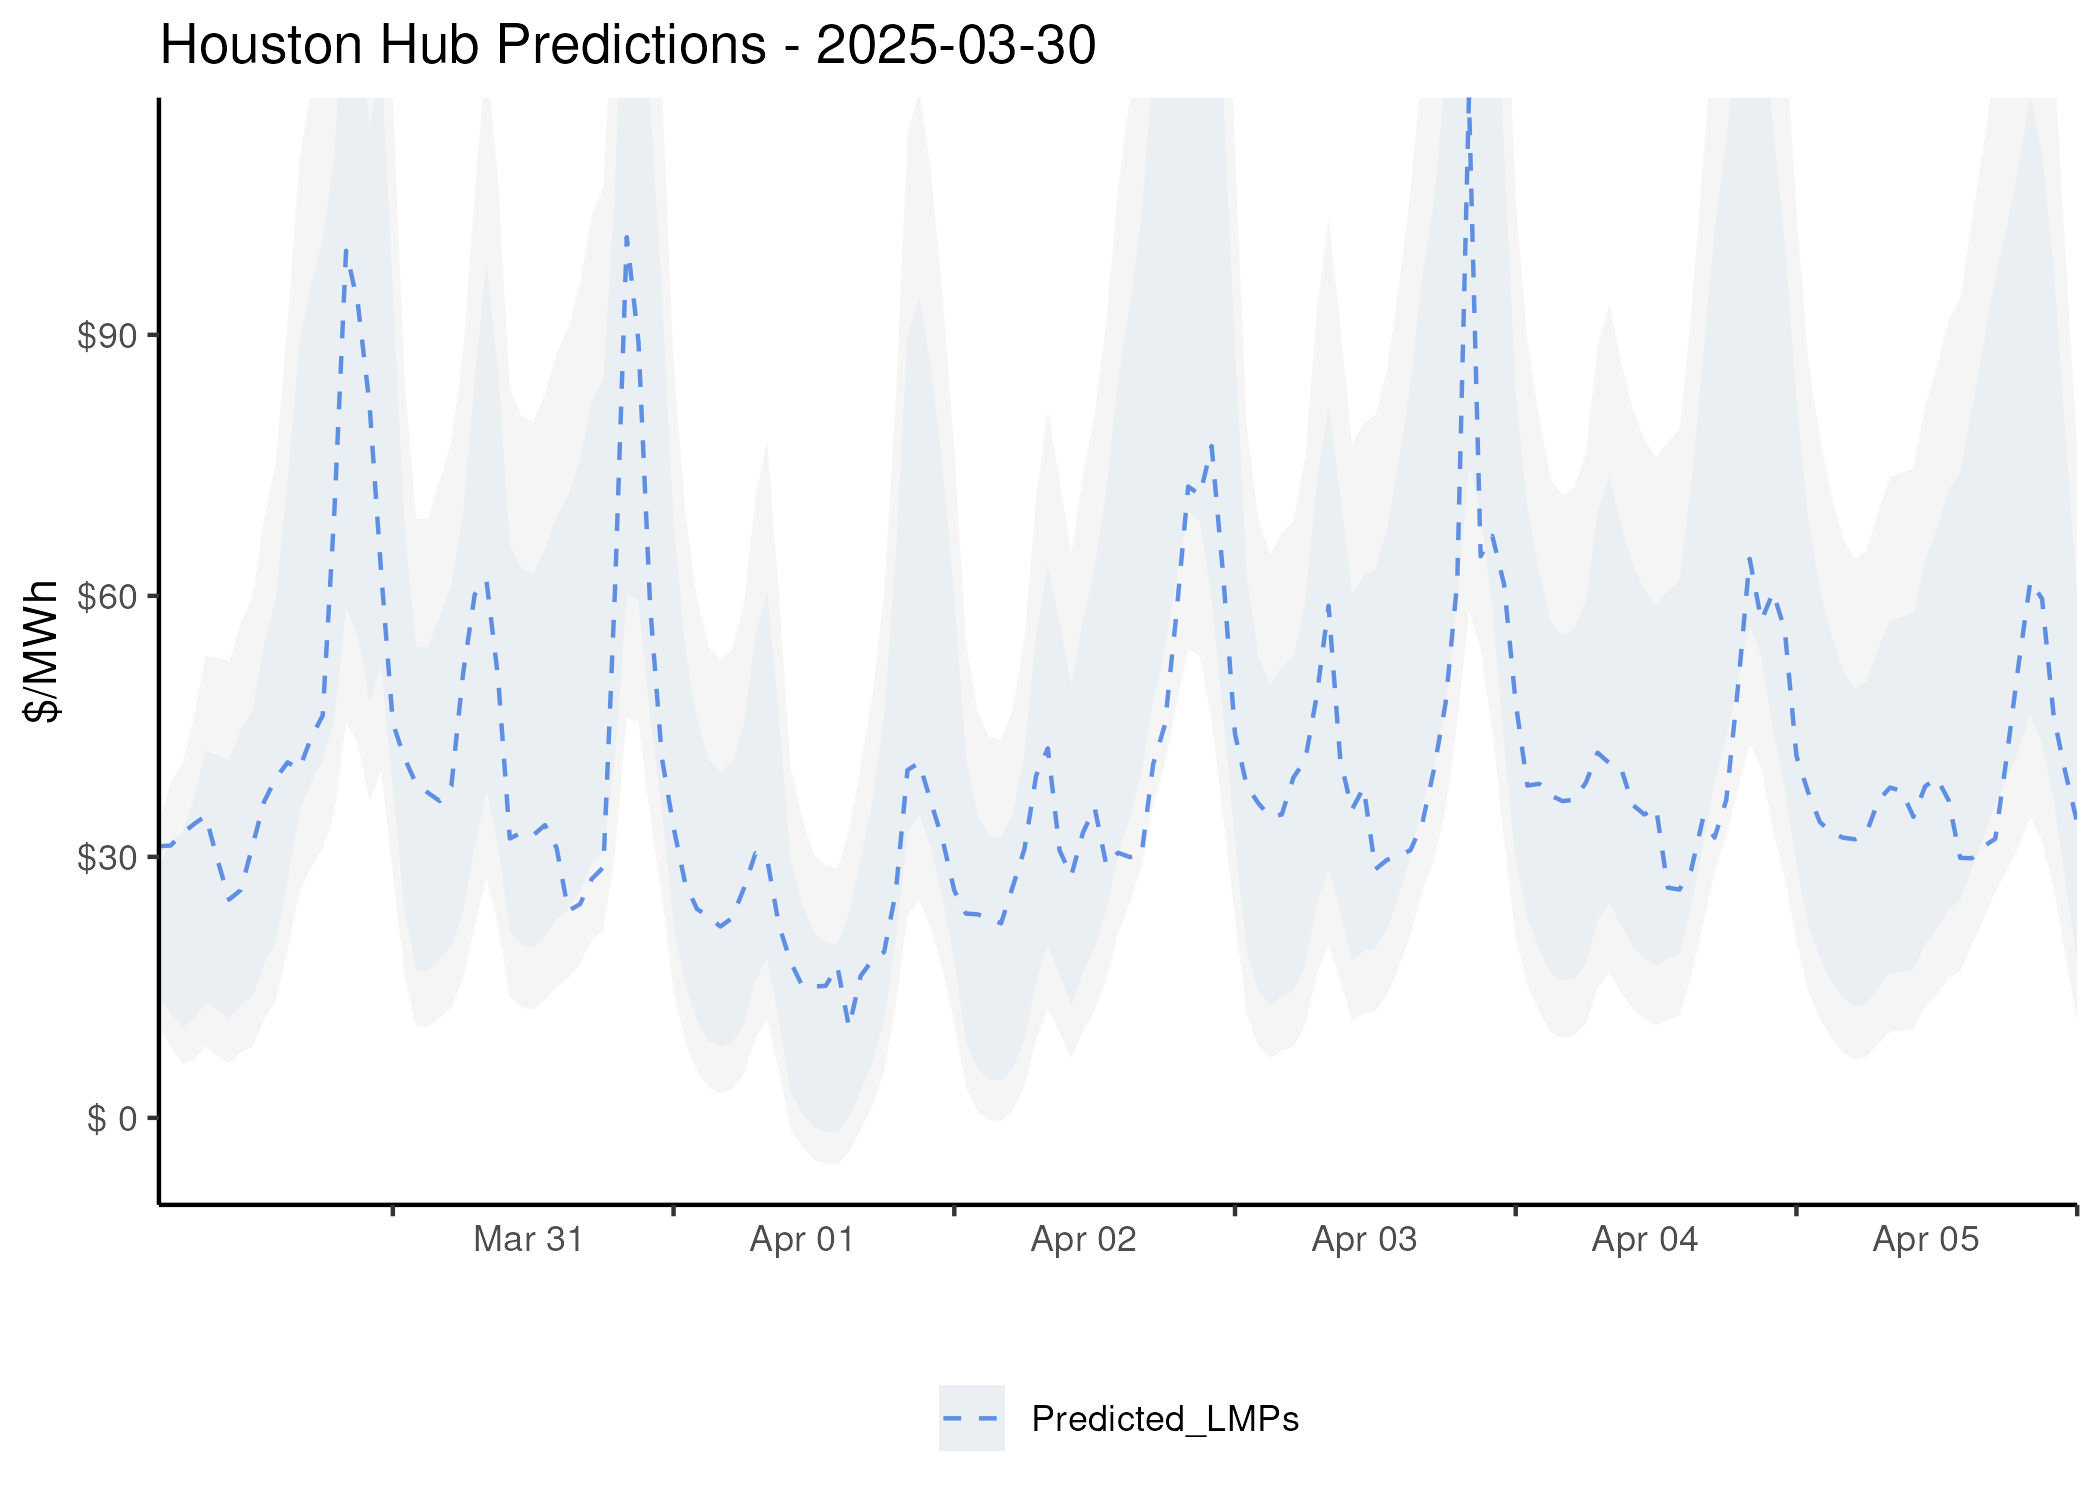 Houston Hub Predictions - 2025-03-30
$/MWh
$90
$60
$30
$ 0
Mar 31
Apr 01
Apr 02
Apr 03
Apr 04
Apr 05
Predicted_LMPs